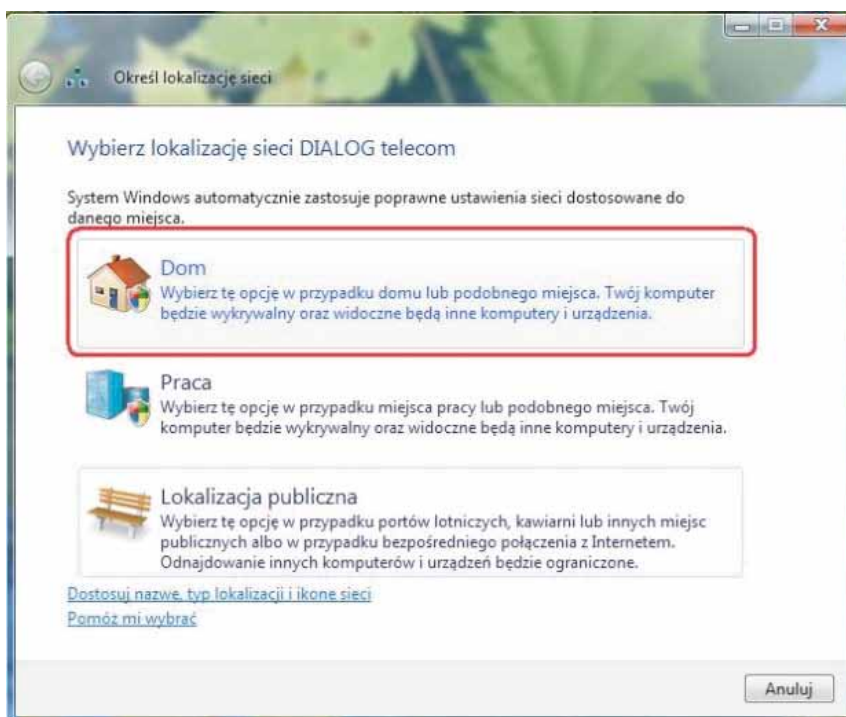 Określ lokalizację sieci
Wybierz lokalizację sieci DIALOG telecom
System Windows automatycznie zastosuje poprawne ustawienia sieci dostosowane do
danego miejsca.
Dom
Wybierz tę opcję w przypadku domu lub podobnego miejsca. Twój komputer
będzie wykrywalny oraz widoczne będą inne komputery i urządzenia.
Praca
Wybierz tę opcję w przypadku miejsca pracy lub podobnego miejsca. Twój
komputer będzie wykrywalny oraz widoczne będą inne komputery i urządzenia.
Lokalizacja publiczna
Wybierz tę opcję w przypadku portów lotniczych, kawiarni lub innych miejsc
publicznych albo w przypadku bezpośredniego połączenia z Internetem.
Odnajdowanie innych komputerów i urządzeń będzie ograniczone.
Dostosuj nazwę, typ lokalizacji i ikonę sieci
Pomóż mi wybrać
Anuluj